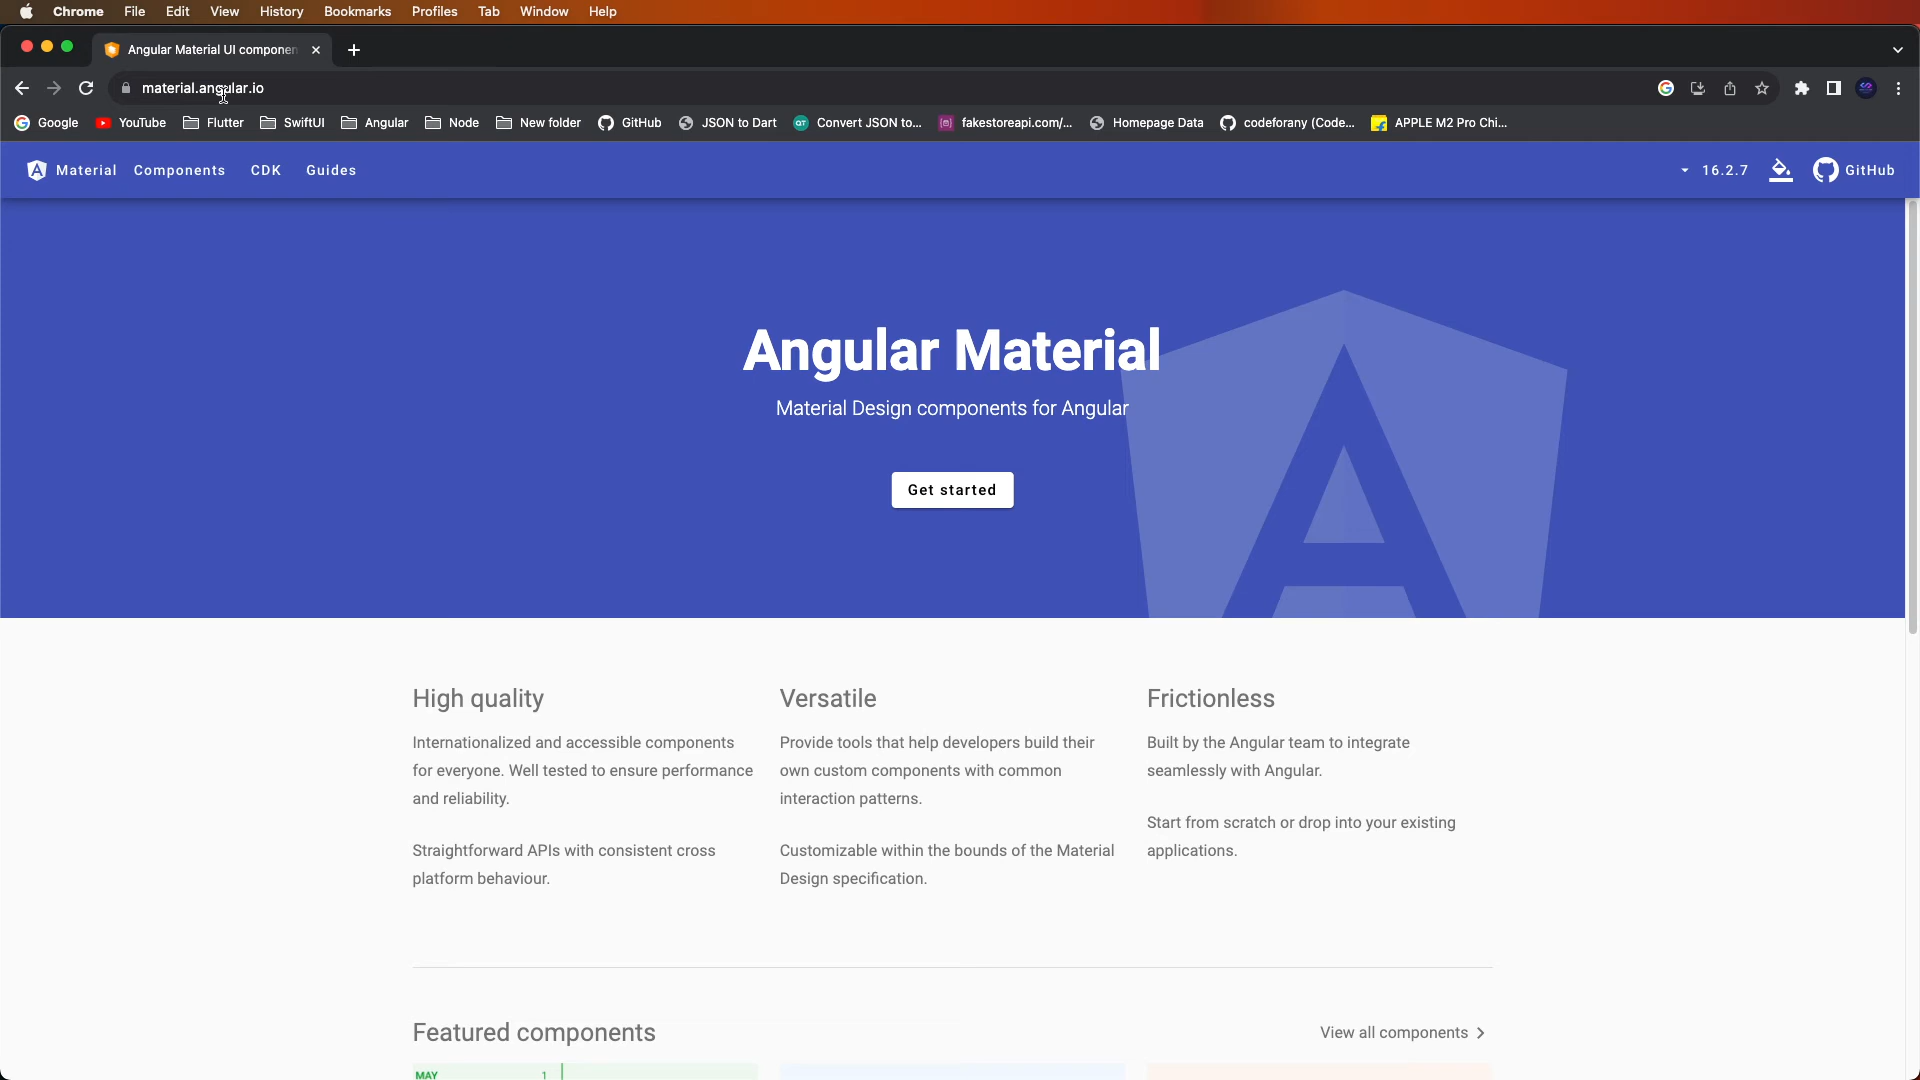 Chrome File Edit View History Bookmarks Profiles Tab Window Help
Angular Material UI componen
material.angular.io
Google YouTube Flutter SwiftUI Angular Node New folder GitHub JSON to Dart Convert JSON to... fakestoreapi.com/... Homepage Data codeforany (Code... APPLE M2 Pro Chi...
Material Components CDK Guides 16.2.7 GitHub
Angular Material
Material Design components for Angular
Get started
High quality
Internationalized and accessible components
for everyone. Well tested to ensure performance
and reliability.
Straightforward APIs with consistent cross
platform behaviour.
Versatile
Provide tools that help developers build their
own custom components with common
interaction patterns.
Customizable within the bounds of the Material
Design specification.
Frictionless
Built by the Angular team to integrate
seamlessly with Angular.
Start from scratch or drop into your existing
applications.
Featured components View all components
MAY 1